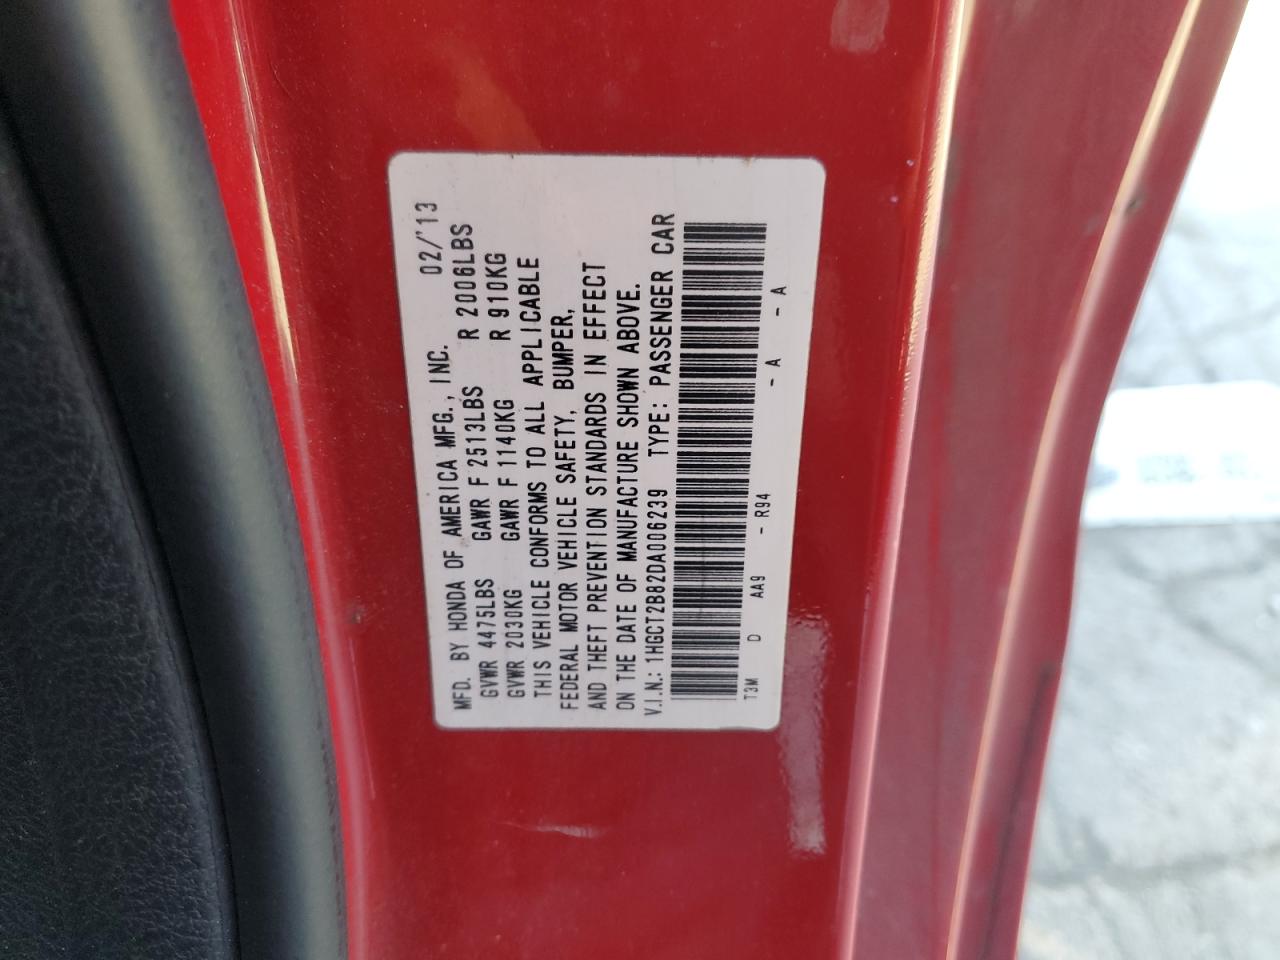 MFD. BY HONDA OF AMERICA MFG., INC. 02/'13
GVWR 4475LBS GAWR F 2513LBS R 2006LBS
GVWR 2030KG GAWR F 1140KG R 910KG
THIS VEHICLE CONFORMS TO ALL APPLICABLE
FEDERAL MOTOR VEHICLE SAFETY, BUMPER,
AND THEFT PREVENTION STANDARDS IN EFFECT
ON THE DATE OF MANUFACTURE SHOWN ABOVE.
V.I.N.: 1HGCT2B82DA006239 TYPE: PASSENGER CAR
T3M D AA9 - R94 - A - A